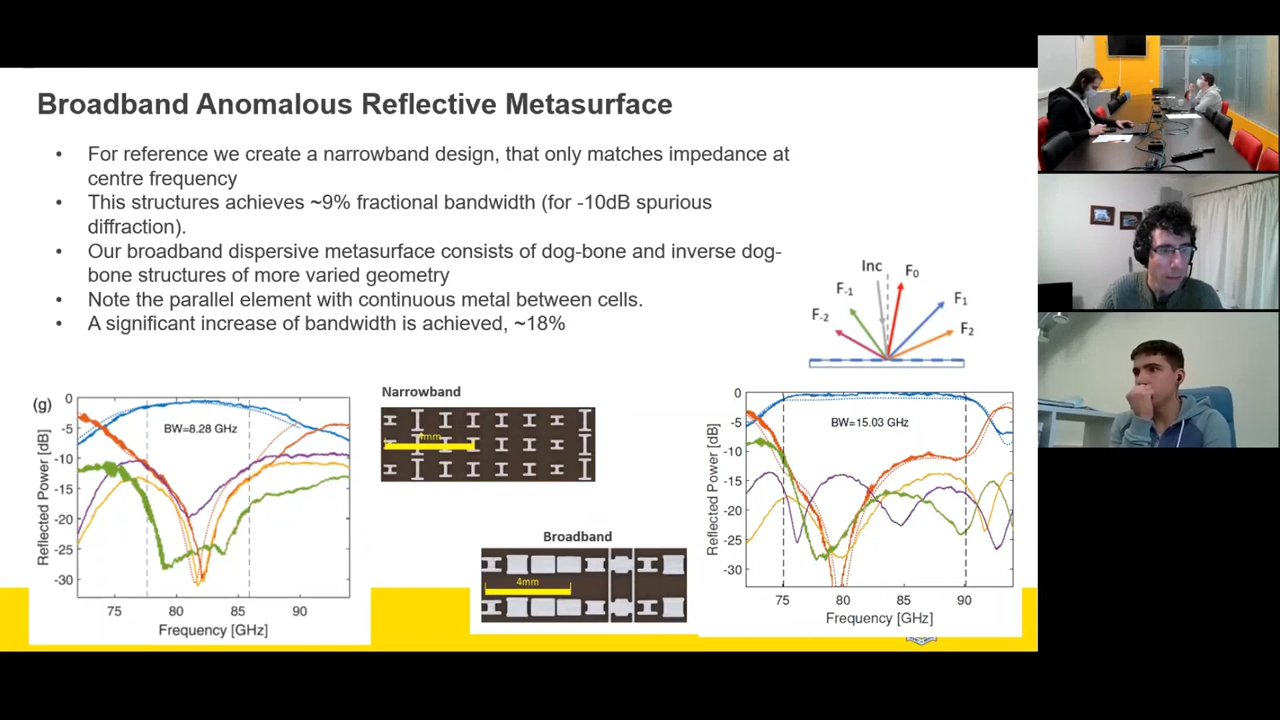 Broadband Anomalous Reflective Metasurface
• For reference we create a narrowband design, that only matches impedance at
centre frequency
• This structures achieves ~9% fractional bandwidth (for -10dB spurious
diffraction).
• Our broadband dispersive metasurface consists of dog-bone and inverse dog-
bone structures of more varied geometry
• Note the parallel element with continuous metal between cells.
• A significant increase of bandwidth is achieved, ~18%
Inc
F0
F-1
F1
F-2
F2
(g)
0
-5
-10
-15
-20
-25
-30
Reflected Power [dB]
BW=8.28 GHz
75
80
85
90
Frequency [GHz]
Narrowband
4mm
Broadband
4mm
0
-5
-10
-15
-20
-25
-30
Reflected Power [dB]
BW=15.03 GHz
75
80
85
90
Frequency [GHz]